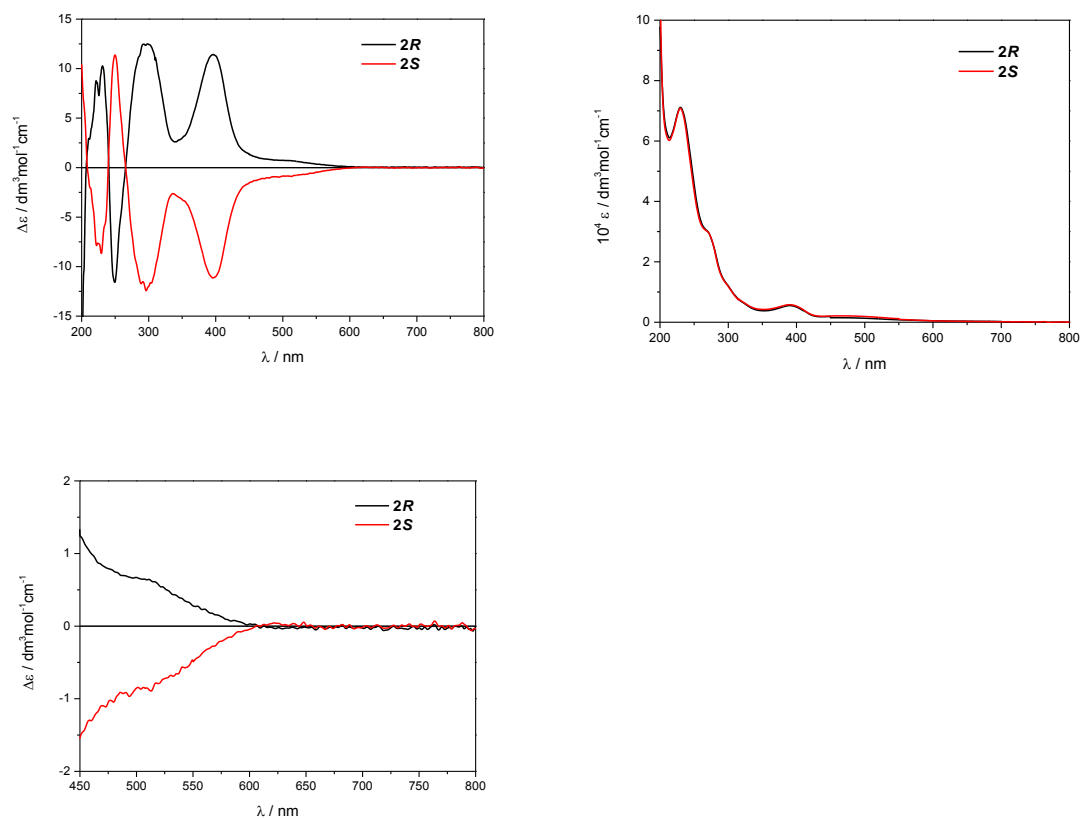 15
10
5
0
-5
-10
-15
200 300 400 500 600 700 800
Δε / dm³mol⁻¹cm⁻¹
λ / nm
2R
2S
10
8
6
4
2
0
200 300 400 500 600 700 800
10⁴ ε / dm³mol⁻¹cm⁻¹
λ / nm
2R
2S
2
1
0
-1
-2
450 500 550 600 650 700 750 800
Δε / dm³mol⁻¹cm⁻¹
λ / nm
2R
2S